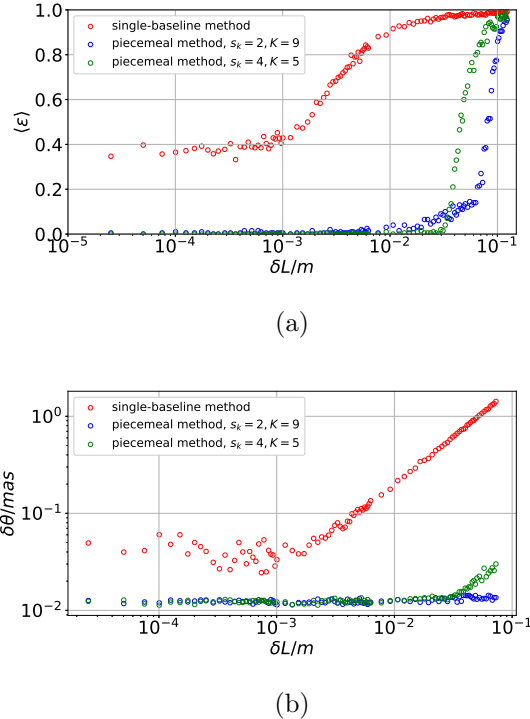 1.0
0.8
0.6
0.4
0.2
0.0
⟨ε⟩
single-baseline method
piecemeal method, s_k = 2, K = 9
piecemeal method, s_k = 4, K = 5
10⁻⁵ 10⁻⁴ 10⁻³ 10⁻² 10⁻¹
δL/m
(a)
10⁰
10⁻¹
10⁻²
δθ/mas
single-baseline method
piecemeal method, s_k = 2, K = 9
piecemeal method, s_k = 4, K = 5
10⁻⁴ 10⁻³ 10⁻² 10⁻¹
δL/m
(b)